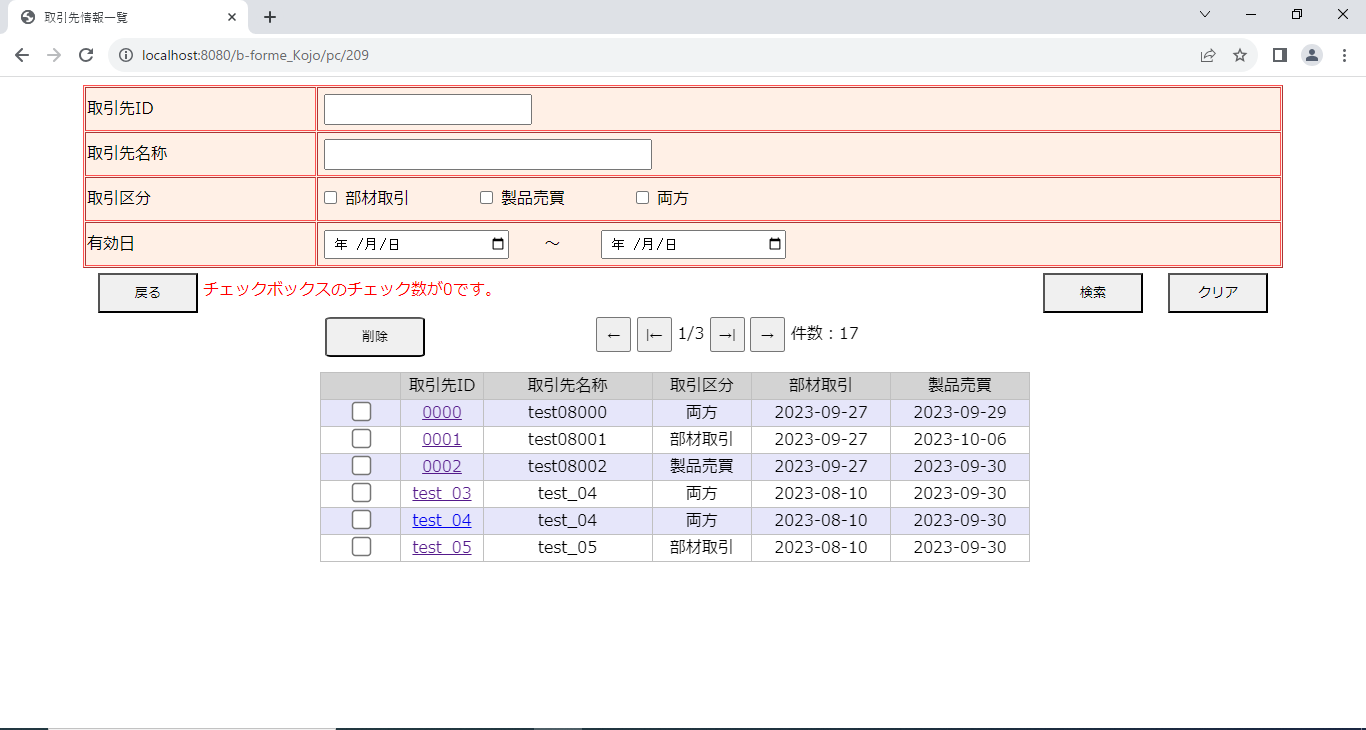 取引先情報一覧
localhost:8080/b-forme_Kojo/pc/209
取引先ID
取引先名称
取引区分 部材取引 製品売買 両方
有効日 年 /月/日 ～ 年 /月/日
戻る チェックボックスのチェック数が0です。 検索 クリア
削除 ← |← 1/3 →| → 件数：17
取引先ID 取引先名称 取引区分 部材取引 製品売買
0000 test08000 両方 2023-09-27 2023-09-29
0001 test08001 部材取引 2023-09-27 2023-10-06
0002 test08002 製品売買 2023-09-27 2023-09-30
test_03 test_04 両方 2023-08-10 2023-09-30
test_04 test_04 両方 2023-08-10 2023-09-30
test_05 test_05 部材取引 2023-08-10 2023-09-30